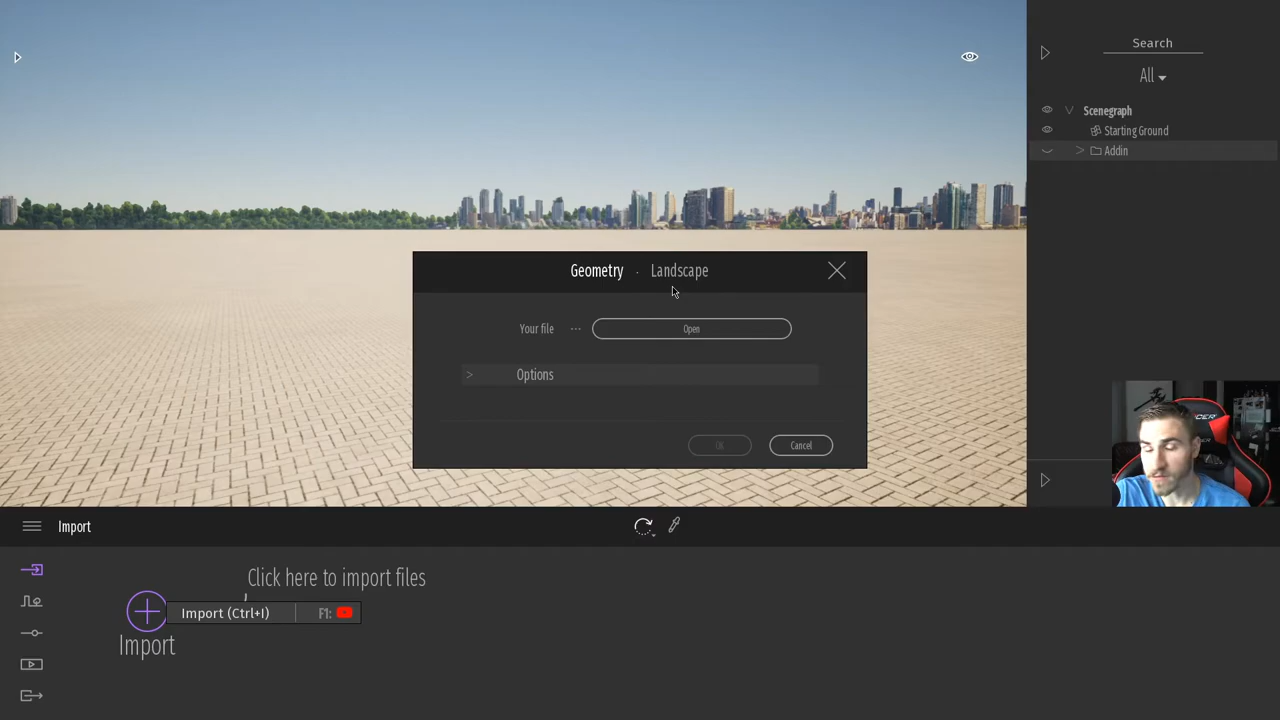 Search
All
Scenegraph
Starting Ground
Addin
Geometry · Landscape
Your file ... Open
> Options
OK Cancel
Import
Click here to import files
Import (Ctrl+I) F1:
Import